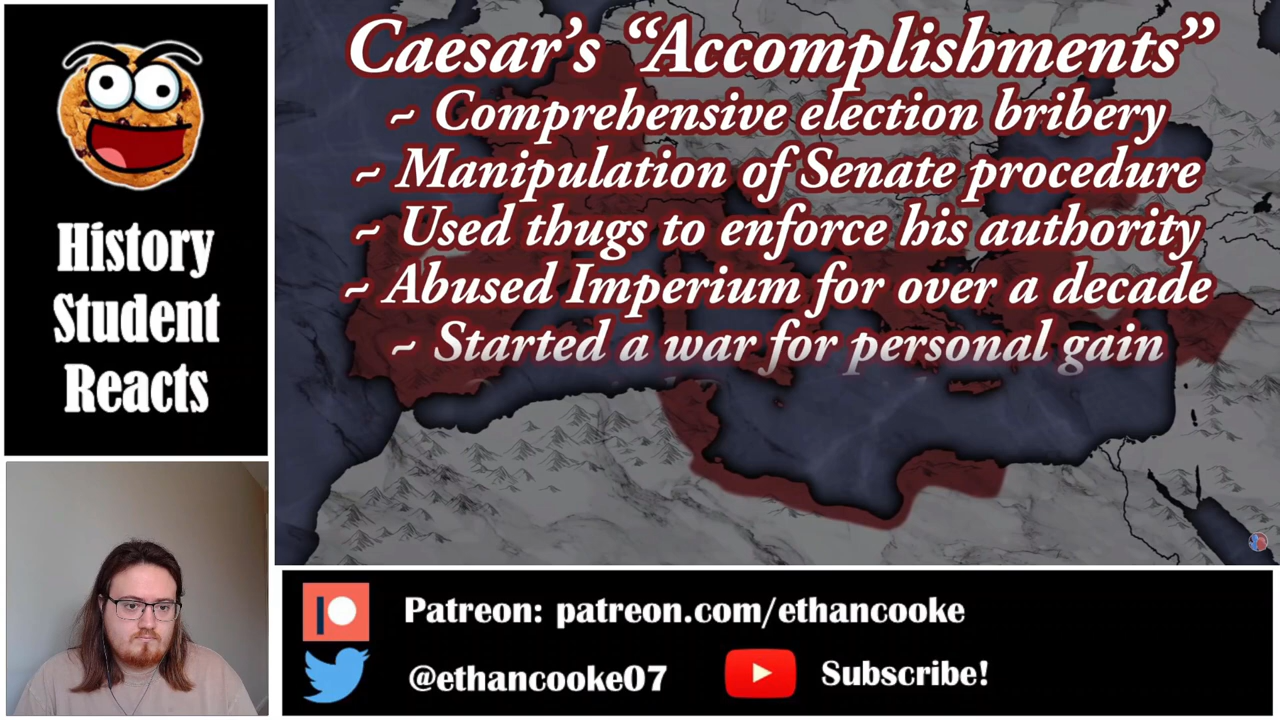 History
Student
Reacts
Caesar's “Accomplishments”
~ Comprehensive election bribery
~ Manipulation of Senate procedure
~ Used thugs to enforce his authority
~ Abused Imperium for over a decade
~ Started a war for personal gain
Patreon: patreon.com/ethancooke
@ethancooke07
Subscribe!